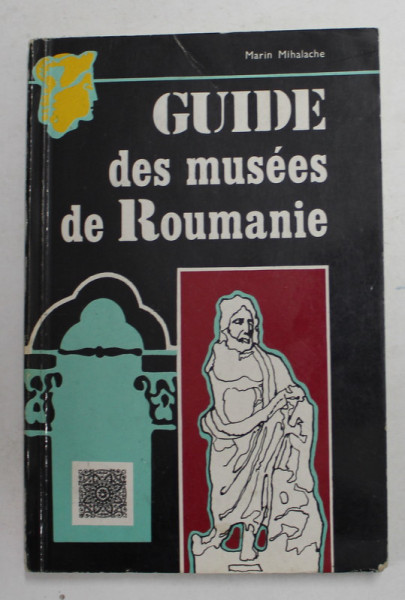 Marin Mihalache
GUIDE
des musées
de Roumanie